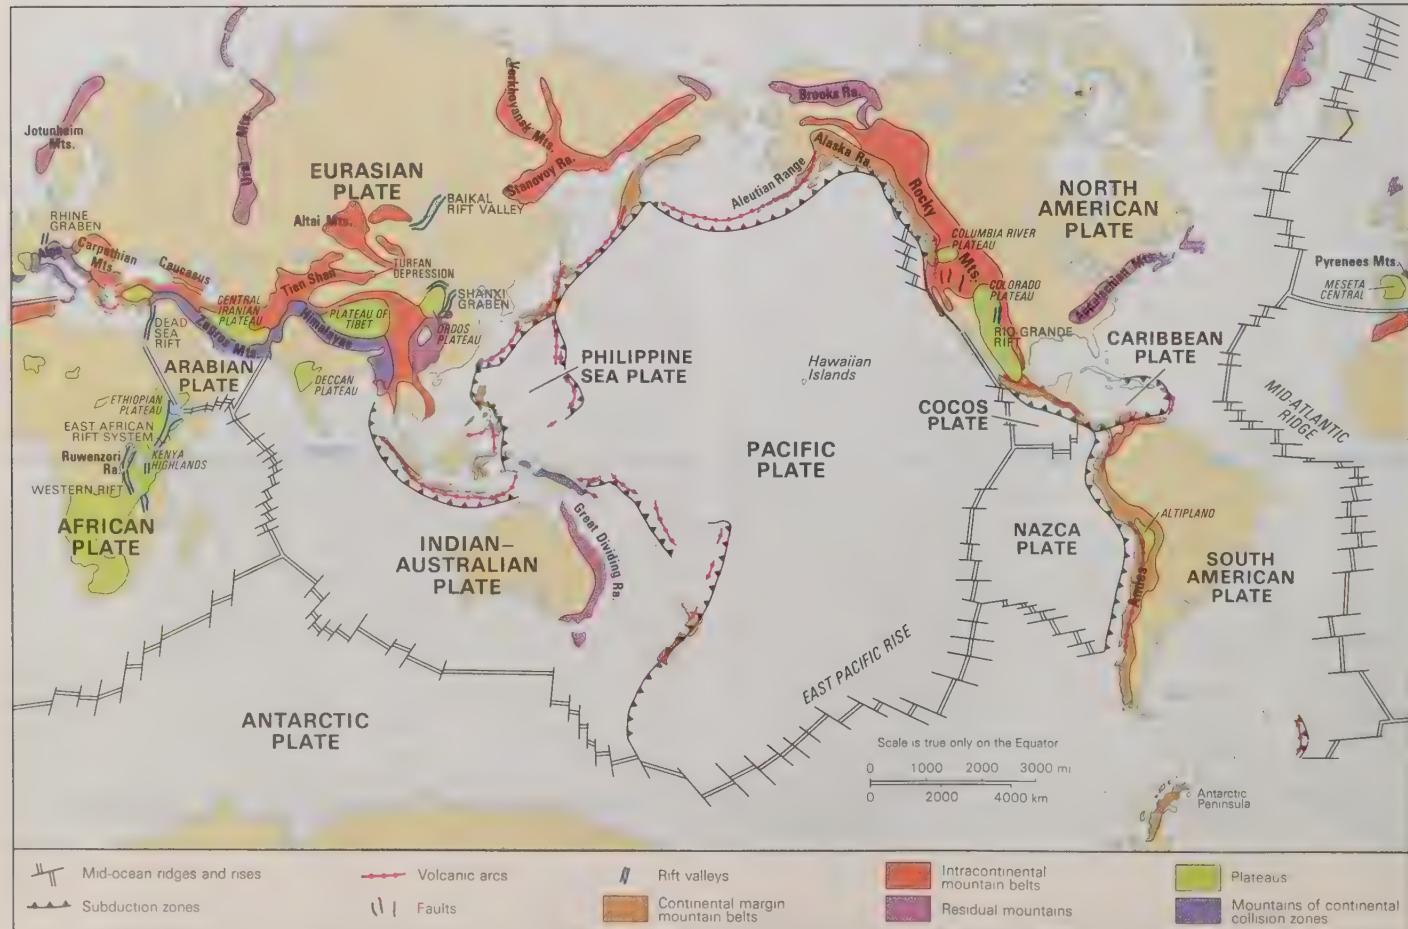 Jotunheim
Mts.
Ural
Mts.
Verkhoyansk Mts.
Stanovoy Ra.
Brooks Ra.
Alaska Ra.
Aleutian Range
Rocky
Mts.
EURASIAN
PLATE
BAIKAL
RIFT VALLEY
Altai Mts.
NORTH
AMERICAN
PLATE
RHINE
GRABEN
Alps
Carpathian
Mts.
Caucasus
Tien Shan
TURFAN
DEPRESSION
COLUMBIA RIVER
PLATEAU
Appalachian Mts.
Pyrenees Mts.
MESETA
CENTRAL
CENTRAL
IRANIAN
PLATEAU
PLATEAU OF
TIBET
SHANXI
GRABEN
ORDOS
PLATEAU
COLORADO
PLATEAU
DEAD
SEA
RIFT
Zagros Mts.
Himalayas
RIO GRANDE
RIFT
CARIBBEAN
PLATE
ARABIAN
PLATE
DECCAN
PLATEAU
PHILIPPINE
SEA PLATE
Hawaiian
Islands
ETHIOPIAN
PLATEAU
EAST AFRICAN
RIFT SYSTEM
COCOS
PLATE
MID-ATLANTIC
RIDGE
Ruwenzori
Ra.
KENYA
HIGHLANDS
PACIFIC
PLATE
WESTERN RIFT
AFRICAN
PLATE
INDIAN–
AUSTRALIAN
PLATE
Great Dividing Ra.
NAZCA
PLATE
ALTIPLANO
Andes
SOUTH
AMERICAN
PLATE
EAST PACIFIC RISE
ANTARCTIC
PLATE
Scale is true only on the Equator
0 1000 2000 3000 mi
0 2000 4000 km
Antarctic
Peninsula
Mid-ocean ridges and rises
Subduction zones
Volcanic arcs
Faults
Rift valleys
Continental margin
mountain belts
Intracontinental
mountain belts
Residual mountains
Plateaus
Mountains of continental
collision zones